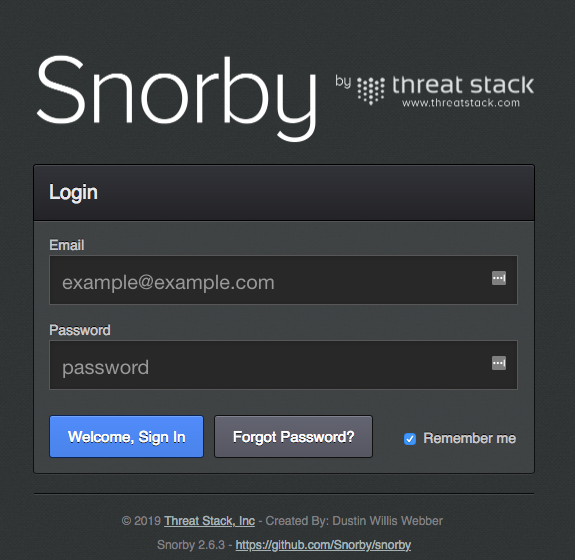 Snorby by threat stack
www.threatstack.com
Login
Email
example@example.com
Password
password
Welcome, Sign In Forgot Password? Remember me
© 2019 Threat Stack, Inc - Created By: Dustin Willis Webber
Snorby 2.6.3 - https://github.com/Snorby/snorby